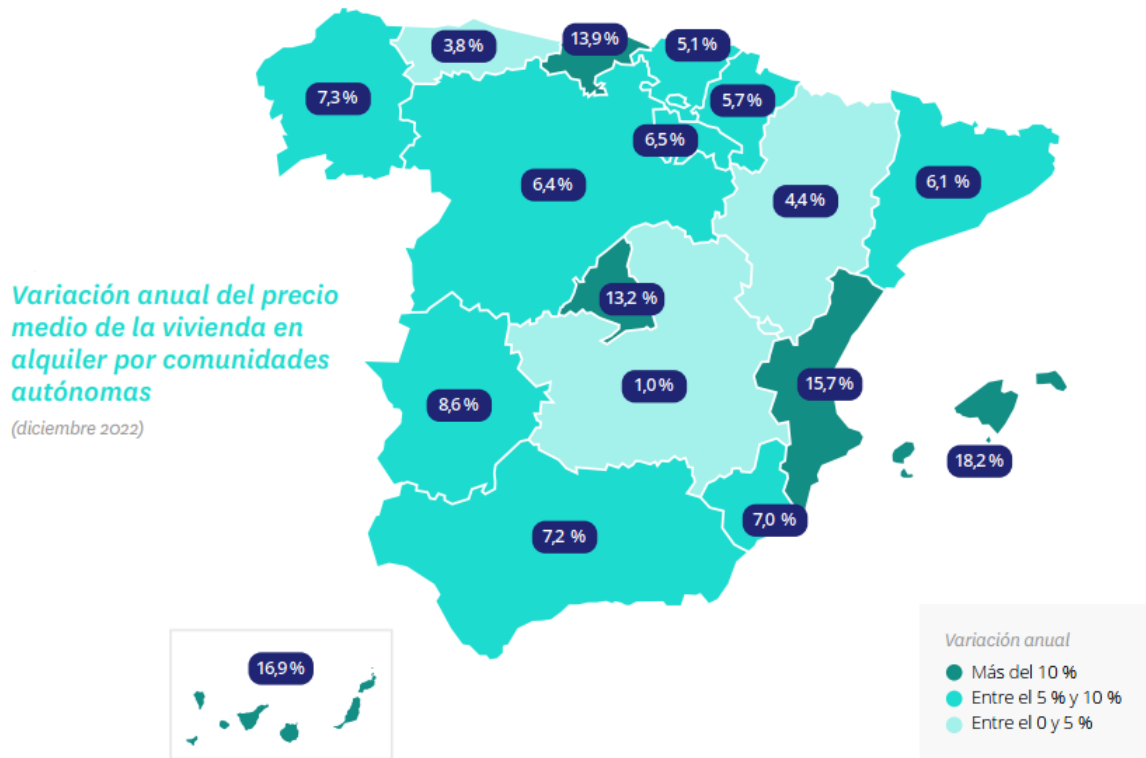 3,8 %
13,9 %
5,1 %
7,3 %
5,7 %
6,5 %
6,4 %
4,4 %
6,1 %
Variación anual del precio
medio de la vivienda en
alquiler por comunidades
autónomas
(diciembre 2022)
13,2 %
1,0 %
15,7 %
8,6 %
18,2 %
7,0 %
7,2 %
16,9 %
Variación anual
Más del 10 %
Entre el 5 % y 10 %
Entre el 0 y 5 %